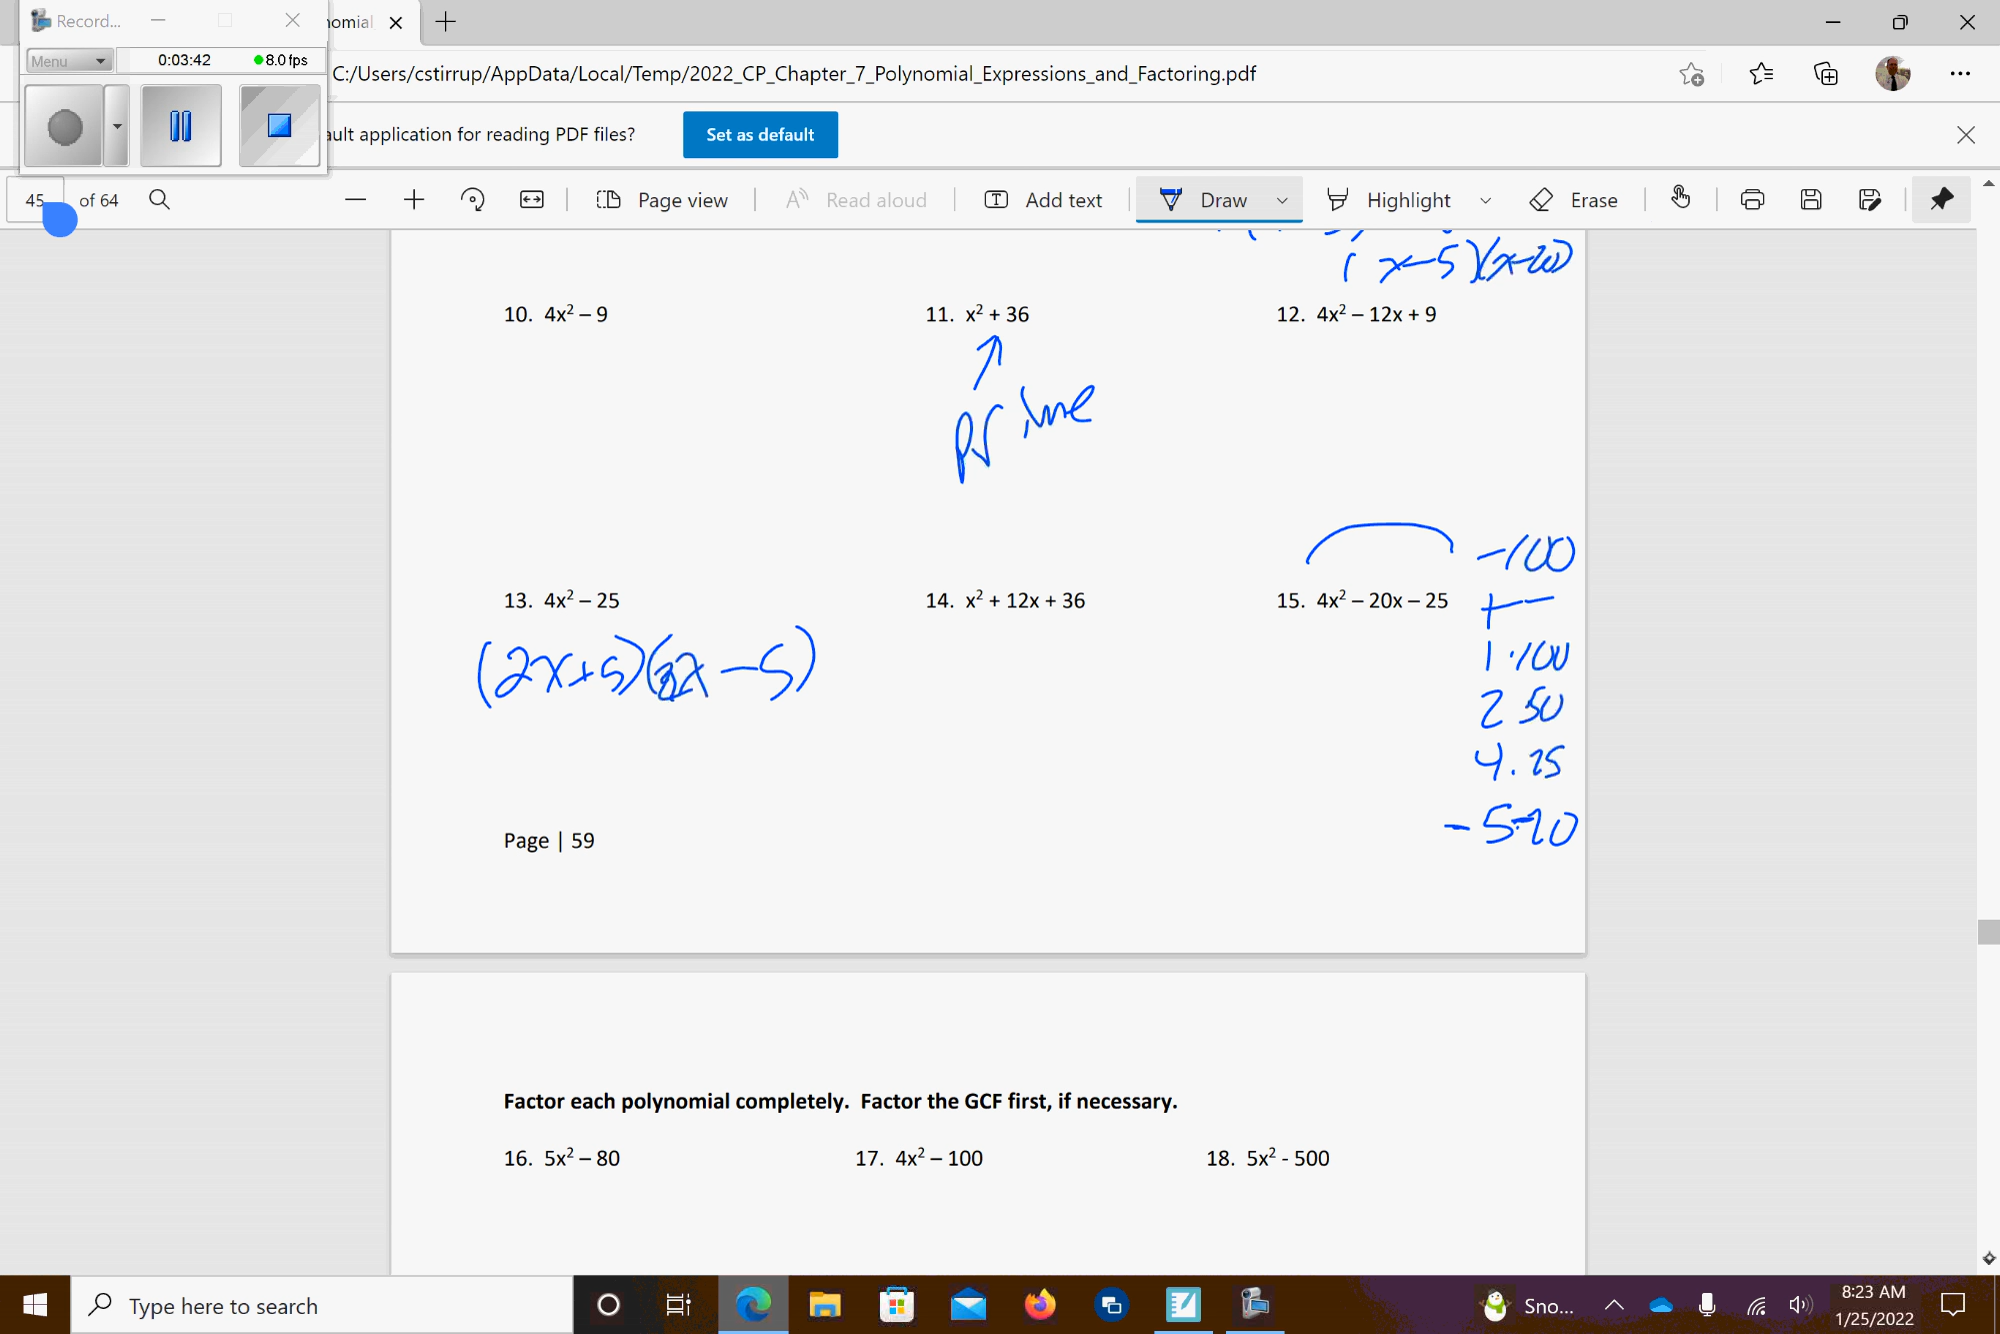 Record...
nomial
Menu
0:03:42
8.0 fps
C:/Users/cstirrup/AppData/Local/Temp/2022_CP_Chapter_7_Polynomial_Expressions_and_Factoring.pdf
ault application for reading PDF files?
Set as default
45 of 64
Page view
Read aloud
Add text
Draw
Highlight
Erase
(x-5)(x-20)
10. 4x² – 9
11. x² + 36
12. 4x² – 12x + 9
prime
-100
13. 4x² – 25
14. x² + 12x + 36
15. 4x² – 20x – 25
+ -
(2x+5)(2x-5)
1·100
2 50
4.25
-5·20
Page | 59
Factor each polynomial completely. Factor the GCF first, if necessary.
16. 5x² – 80
17. 4x² – 100
18. 5x² - 500
Type here to search
Sno...
8:23 AM
1/25/2022